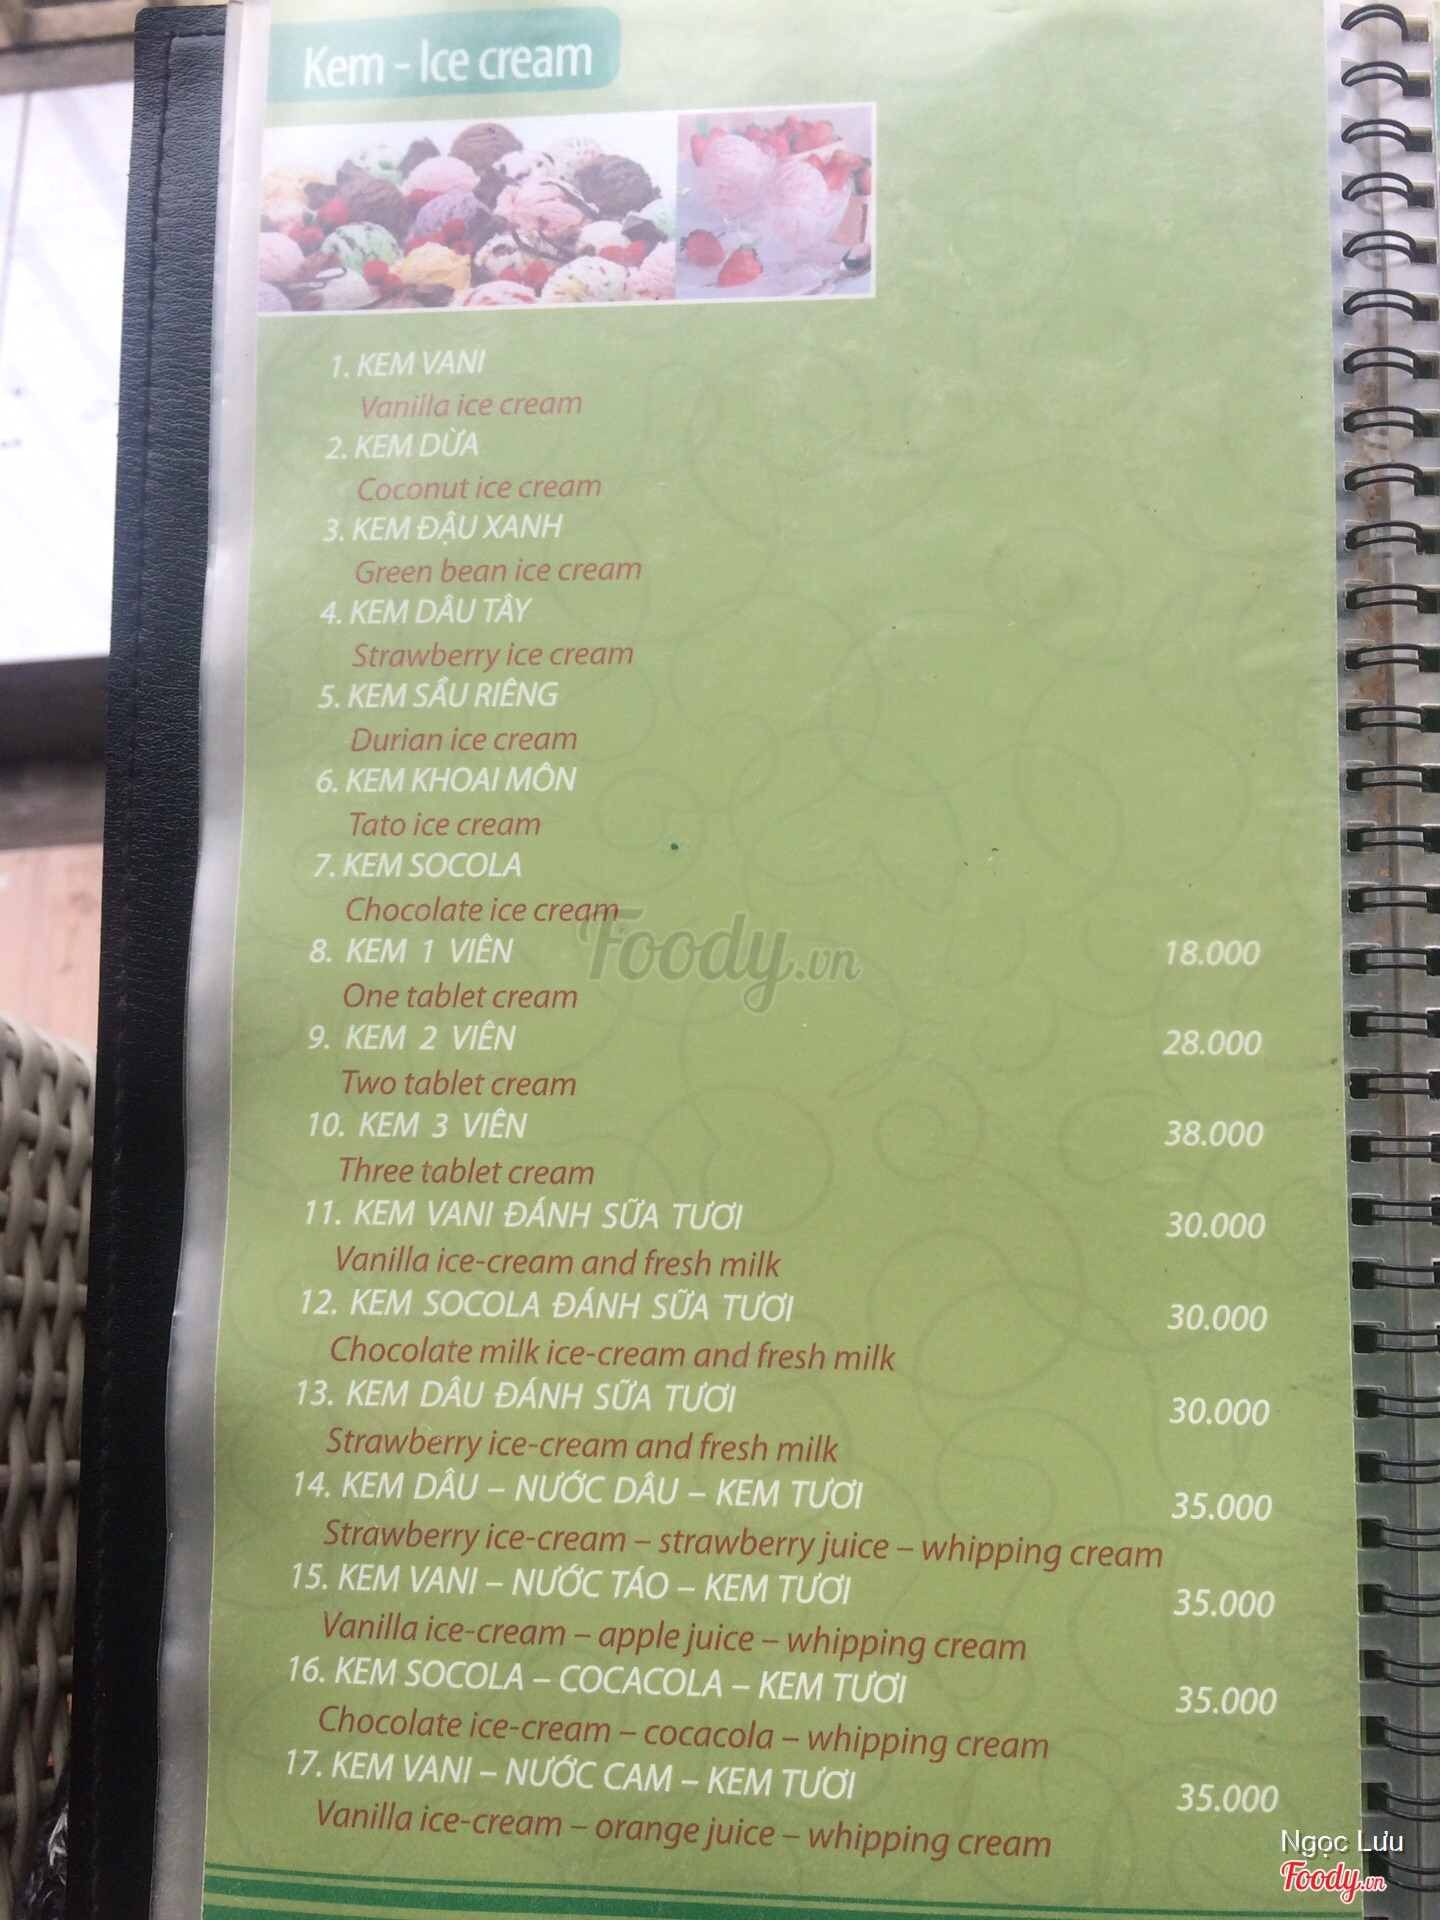 Kem - Ice cream
1. KEM VANI
Vanilla ice cream
2. KEM DỪA
Coconut ice cream
3. KEM ĐẬU XANH
Green bean ice cream
4. KEM DÂU TÂY
Strawberry ice cream
5. KEM SẦU RIÊNG
Durian ice cream
6. KEM KHOAI MÔN
Tato ice cream
7. KEM SOCOLA
Chocolate ice cream
Foody.vn
8. KEM 1 VIÊN 18.000
One tablet cream
9. KEM 2 VIÊN 28.000
Two tablet cream
10. KEM 3 VIÊN 38.000
Three tablet cream
11. KEM VANI ĐÁNH SỮA TƯƠI 30.000
Vanilla ice-cream and fresh milk
12. KEM SOCOLA ĐÁNH SỮA TƯƠI 30.000
Chocolate milk ice-cream and fresh milk
13. KEM DÂU ĐÁNH SỮA TƯƠI 30.000
Strawberry ice-cream and fresh milk
14. KEM DÂU – NƯỚC DÂU – KEM TƯƠI 35.000
Strawberry ice-cream – strawberry juice – whipping cream
15. KEM VANI – NƯỚC TÁO – KEM TƯƠI 35.000
Vanilla ice-cream – apple juice – whipping cream
16. KEM SOCOLA – COCACOLA – KEM TƯƠI 35.000
Chocolate ice-cream – cocacola – whipping cream
17. KEM VANI – NƯỚC CAM – KEM TƯƠI 35.000
Vanilla ice-cream – orange juice – whipping cream
Ngọc Lưu
Foody.vn